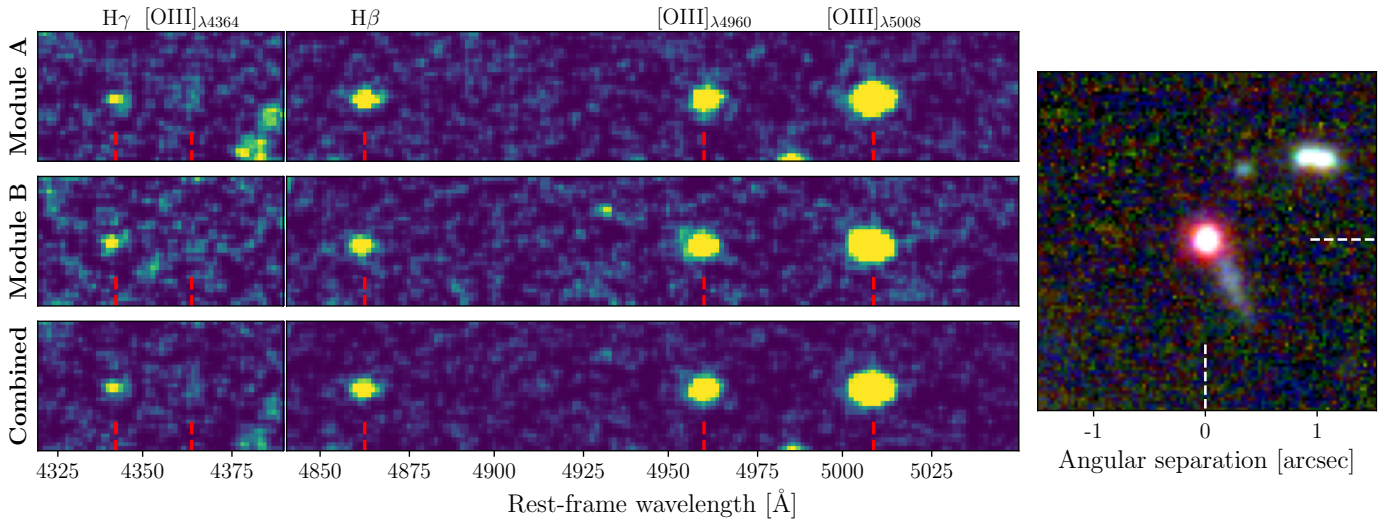 Hγ [OIII]λ4364 Hβ [OIII]λ4960 [OIII]λ5008
Module A
Module B
Combined
4325 4350 4375 4850 4875 4900 4925 4950 4975 5000 5025
Rest-frame wavelength [Å]
-1 0 1
Angular separation [arcsec]